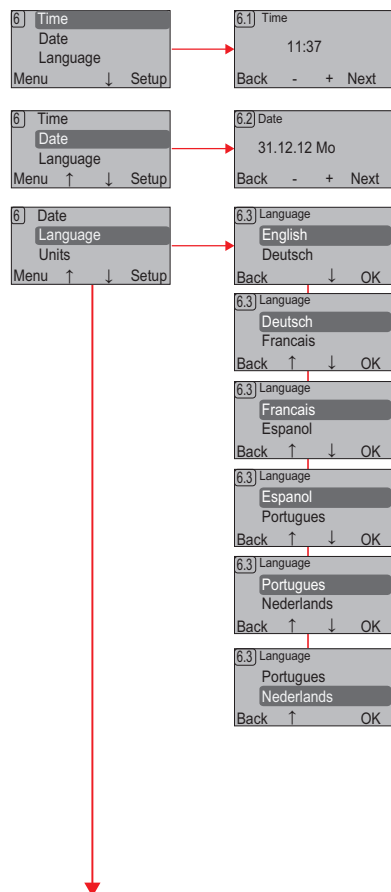 6 Time
Date
Language
Menu ↓ Setup
6.1) Time
11:37
Back - + Next
6 Time
Date
Language
Menu ↑ ↓ Setup
6.2) Date
31.12.12 Mo
Back - + Next
6 Date
Language
Units
Menu ↑ ↓ Setup
6.3) Language
English
Deutsch
Back ↓ OK
6.3) Language
Deutsch
Francais
Back ↑ ↓ OK
6.3) Language
Francais
Espanol
Back ↑ ↓ OK
6.3) Language
Espanol
Portugues
Back ↑ ↓ OK
6.3) Language
Portugues
Nederlands
Back ↑ ↓ OK
6.3) Language
Portugues
Nederlands
Back ↑ OK